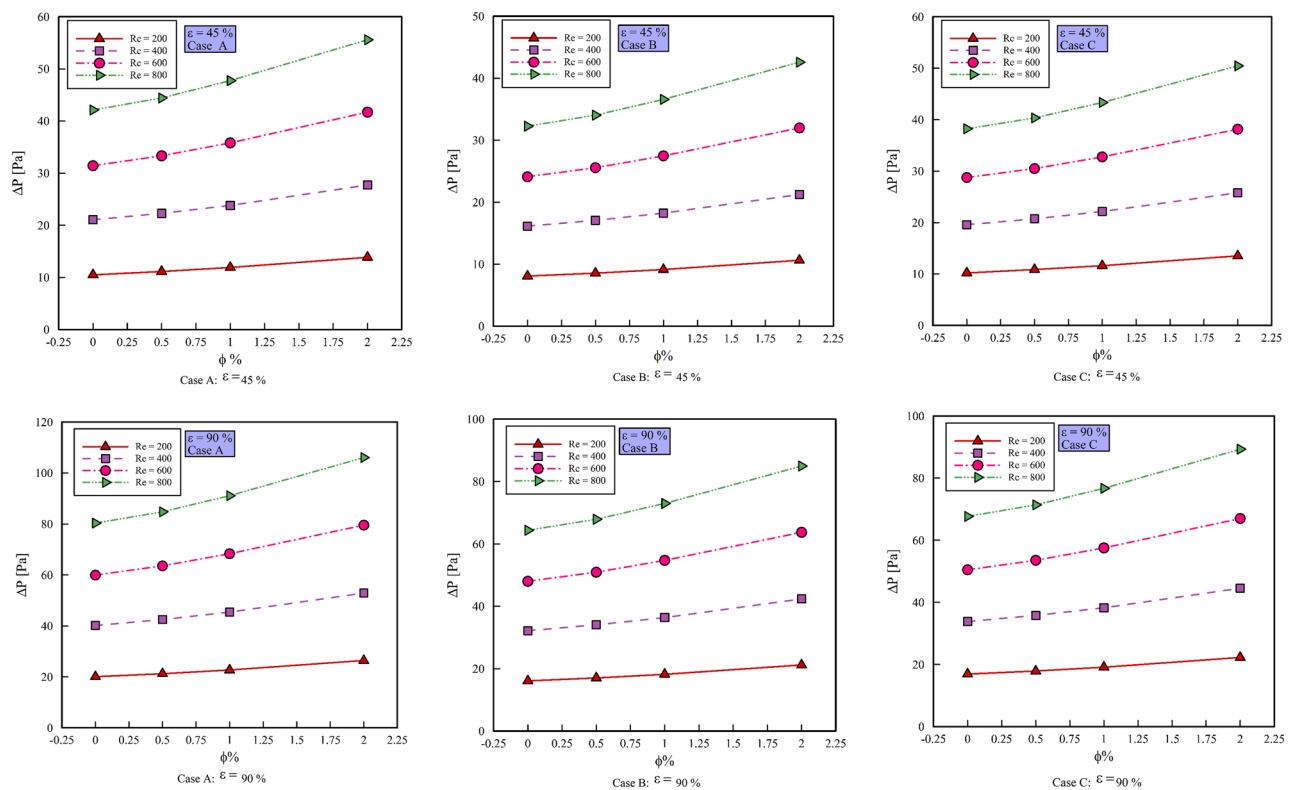 60
50
40
30
20
10
0
ΔP [Pa]
Re = 200
Re = 400
Rc = 600
Re = 800
ε = 45 %
Case A
-0.25 0 0.25 0.5 0.75 1 1.25 1.5 1.75 2 2.25
ϕ %
Case A: ε = 45 %
50
40
30
20
10
0
ΔP [Pa]
Re = 200
Re = 400
Re = 600
Re = 800
ε = 45 %
Case B
-0.25 0 0.25 0.5 0.75 1 1.25 1.5 1.75 2 2.25
ϕ%
Case B: ε = 45 %
60
50
40
30
20
10
0
ΔP [Pa]
Rc = 200
Re = 400
Re = 600
Re = 800
ε = 45 %
Case C
-0.25 0 0.25 0.5 0.75 1 1.25 1.5 1.75 2 2.25
ϕ%
Case C: ε = 45 %
120
100
80
60
40
20
0
ΔP [Pa]
Re = 200
Re = 400
Re = 600
Re = 800
ε = 90 %
Case A
-0.25 0 0.25 0.5 0.75 1 1.25 1.5 1.75 2 2.25
ϕ%
Case A: ε = 90 %
100
80
60
40
20
0
ΔP [Pa]
Re = 200
Re = 400
Re = 600
Re = 800
ε = 90 %
Case B
-0.25 0 0.25 0.5 0.75 1 1.25 1.5 1.75 2 2.25
ϕ%
Case B: ε = 90 %
100
80
60
40
20
0
ΔP [Pa]
Re = 200
Rc = 400
Rc = 600
Rc = 800
ε = 90 %
Case C
-0.25 0 0.25 0.5 0.75 1 1.25 1.5 1.75 2 2.25
ϕ%
Case C: ε = 90 %